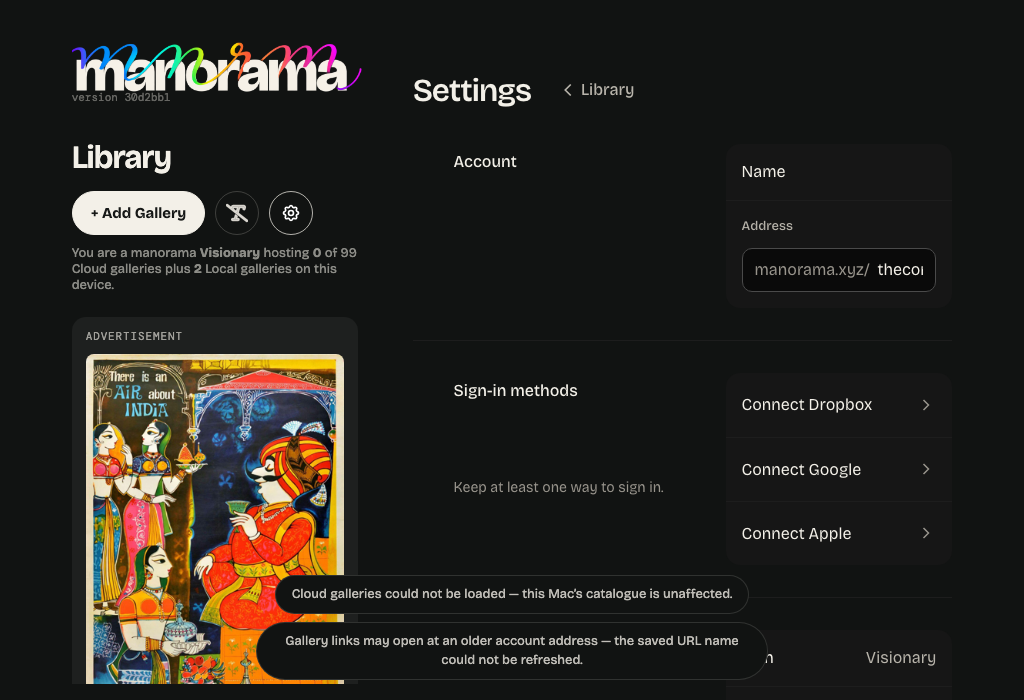 manorama
version 30d2bb1
Library
+ Add Gallery
You are a manorama Visionary hosting 0 of 99
Cloud galleries plus 2 Local galleries on this
device.
ADVERTISEMENT
There is an
AIR about
INDIA
Settings
Library
Account
Name
Address
manorama.xyz/ thecor
Sign-in methods
Keep at least one way to sign in.
Connect Dropbox
Connect Google
Connect Apple
Cloud galleries could not be loaded — this Mac’s catalogue is unaffected.
Gallery links may open at an older account address — the saved URL name
could not be refreshed.
Visionary